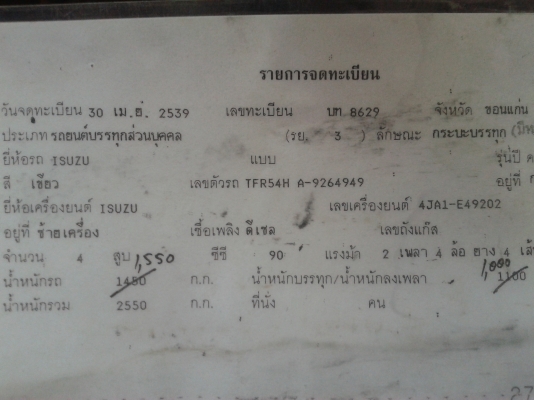 รายการจดทะเบียน
วันจดทะเบียน 30 เม.ย. 2539 เลขทะเบียน บท 8629 จังหวัด ขอนแก่น
ประเภท รถยนต์บรรทุกส่วนบุคคล (รย. 3 ) ลักษณะ กระบะบรรทุก
ยี่ห้อรถ ISUZU แบบ รุ่นปี ค
สี เขียว เลขตัวรถ TFR54H A-9264949 อยู่ที่
ยี่ห้อเครื่องยนต์ ISUZU เลขเครื่องยนต์ 4JA1-E49202
อยู่ที่ ซ้ายเครื่อง เชื้อเพลิง ดีเซล เลขถังแก๊ส
จำนวน 4 สูบ ซีซี 90 แรงม้า 2 เพลา 4 ล้อ ยาง 4 เส้
1,550 1,000
น้ำหนักรถ 1450 ก.ก. น้ำหนักบรรทุก/น้ำหนักลงเพลา 1100
น้ำหนักรวม 2550 ก.ก. ที่นั่ง คน
27